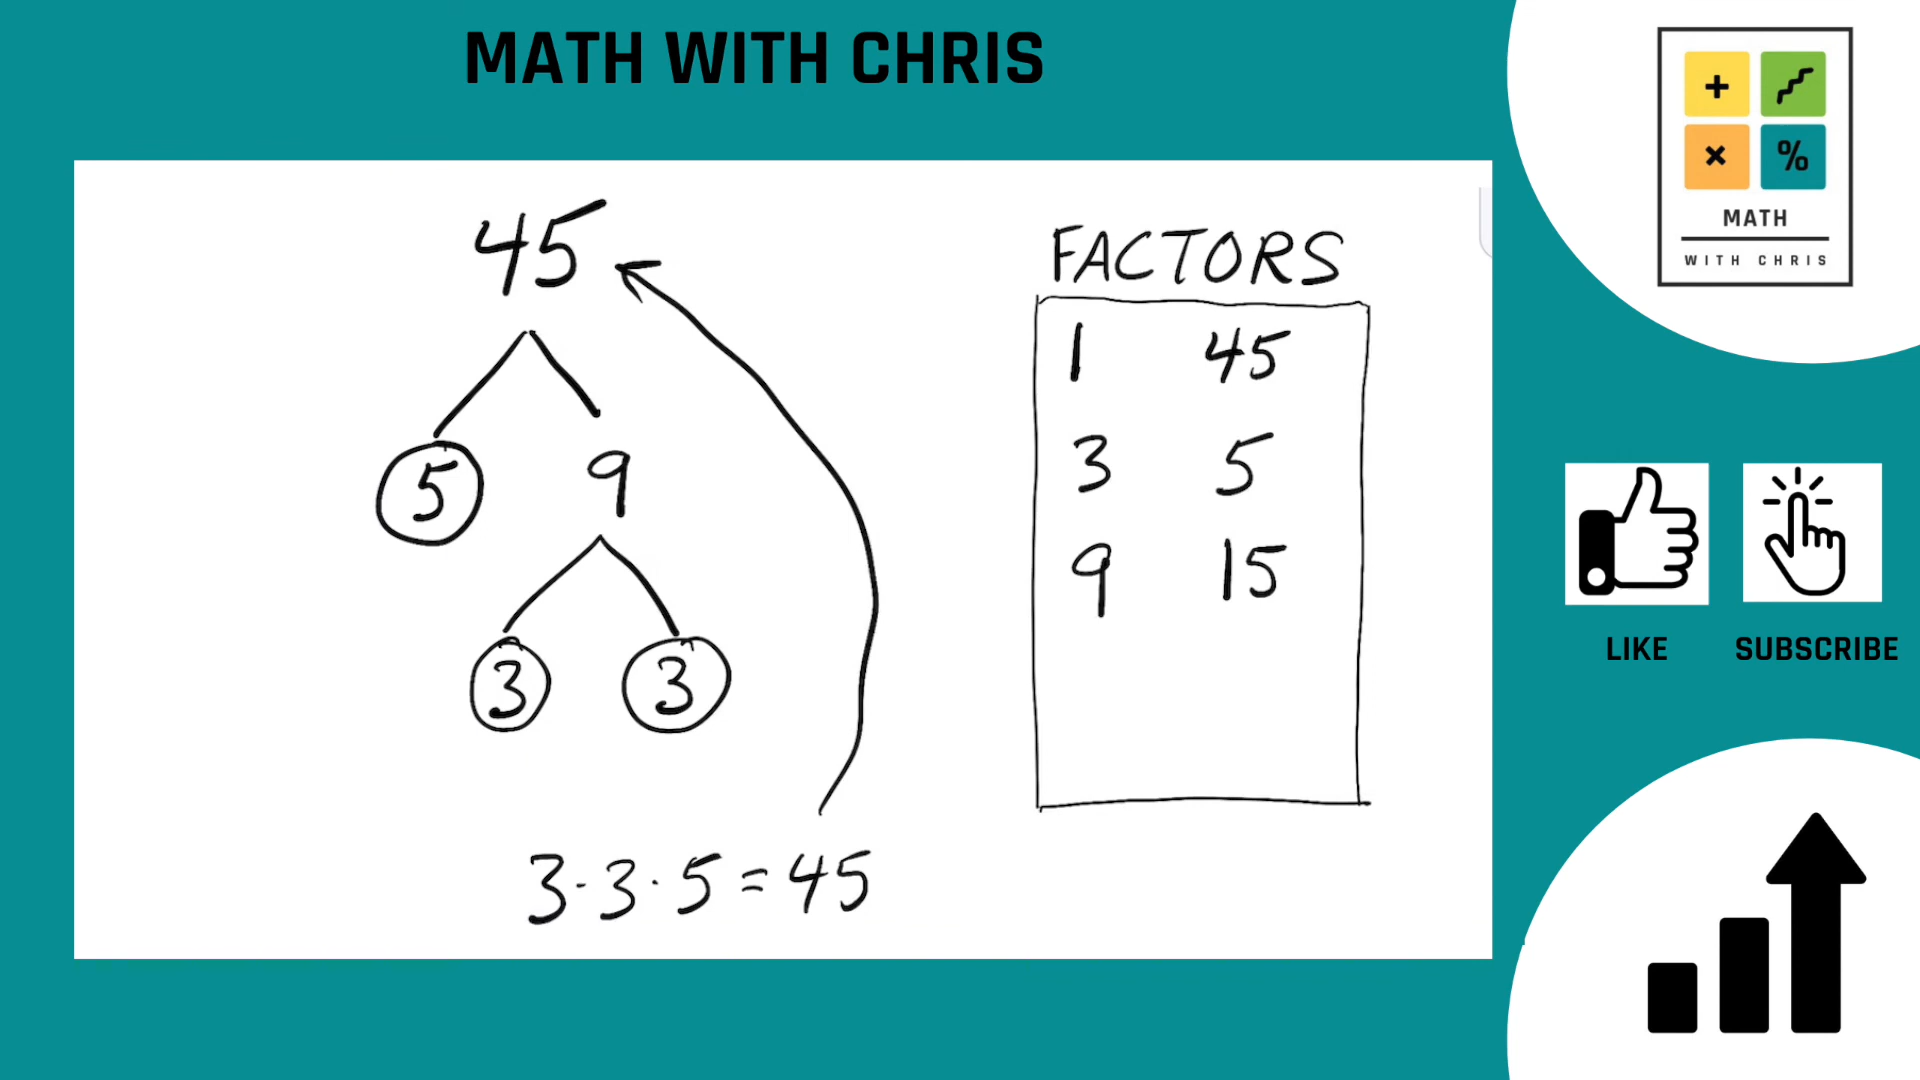 MATH WITH CHRIS
45
5 9
3 3
3·3·5=45
FACTORS
1 45
3 5
9 15
+
×
%
MATH
WITH CHRIS
LIKE
SUBSCRIBE